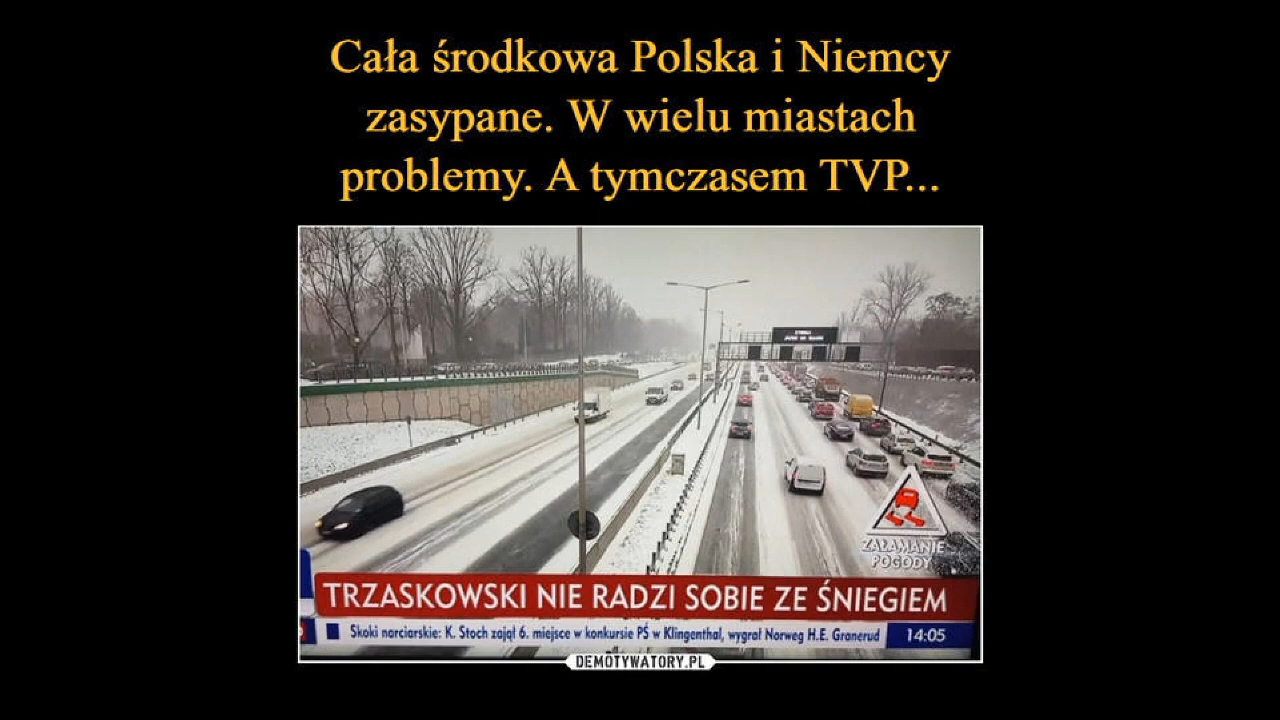 Cała środkowa Polska i Niemcy
zasypane. W wielu miastach
problemy. A tymczasem TVP...
ZAŁAMANIE
POGODY
TRZASKOWSKI NIE RADZI SOBIE ZE ŚNIEGIEM
Skoki narciarskie: K. Stoch zajął 6. miejsce w konkursie PŚ w Klingenthal, wygrał Norweg H.E. Granerud 14:05
DEMOTYWATORY.PL